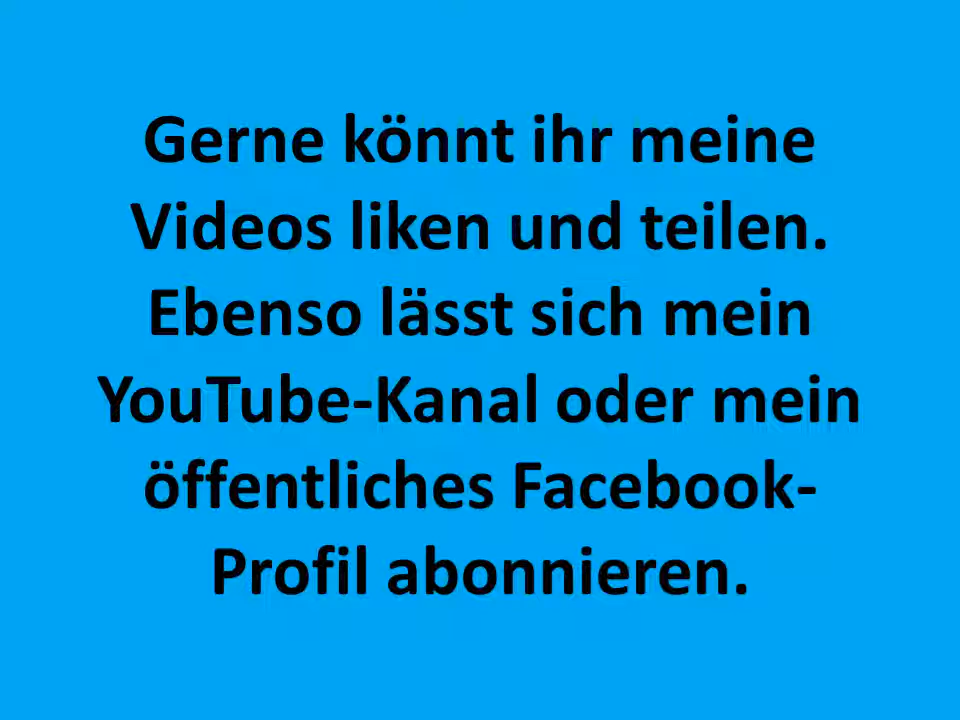 Gerne könnt ihr meine
Videos liken und teilen.
Ebenso lässt sich mein
YouTube-Kanal oder mein
öffentliches Facebook-
Profil abonnieren.